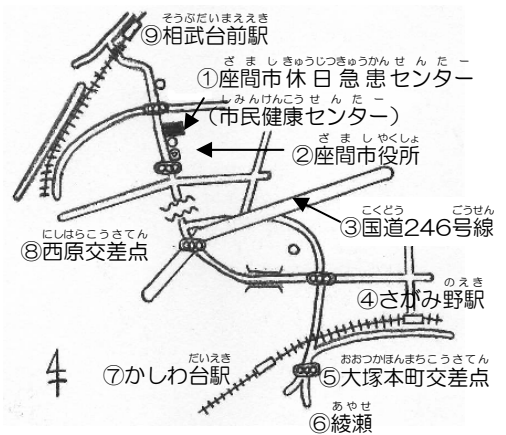 そうぶだいまええき
⑨相武台前駅
ざましきゅうじつきゅうかんせんたー
①座間市休日急患センター
しみんけんこうせんたー
（市民健康センター）
ざましやくしょ
②座間市役所
こくどう ごうせん
③国道246号線
にしはらこうさてん
⑧西原交差点
のえき
④さがみ野駅
だいえき
⑦かしわ台駅
おおつかほんまちこうさてん
⑤大塚本町交差点
あやせ
⑥綾瀬